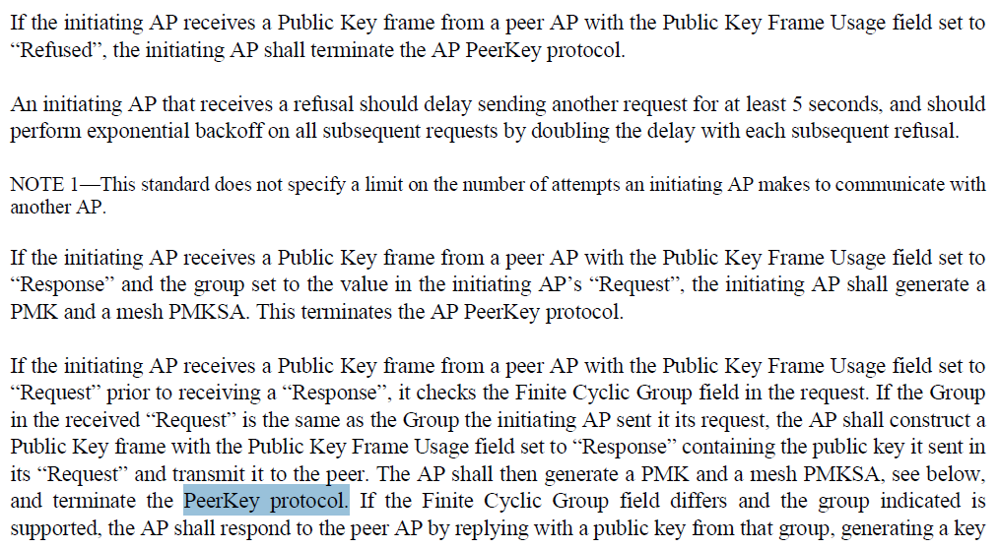 If the initiating AP receives a Public Key frame from a peer AP with the Public Key Frame Usage field set to
“Refused”, the initiating AP shall terminate the AP PeerKey protocol.
An initiating AP that receives a refusal should delay sending another request for at least 5 seconds, and should
perform exponential backoff on all subsequent requests by doubling the delay with each subsequent refusal.
NOTE 1—This standard does not specify a limit on the number of attempts an initiating AP makes to communicate with
another AP.
If the initiating AP receives a Public Key frame from a peer AP with the Public Key Frame Usage field set to
“Response” and the group set to the value in the initiating AP’s “Request”, the initiating AP shall generate a
PMK and a mesh PMKSA. This terminates the AP PeerKey protocol.
If the initiating AP receives a Public Key frame from a peer AP with the Public Key Frame Usage field set to
“Request” prior to receiving a “Response”, it checks the Finite Cyclic Group field in the request. If the Group
in the received “Request” is the same as the Group the initiating AP sent it its request, the AP shall construct a
Public Key frame with the Public Key Frame Usage field set to “Response” containing the public key it sent in
its “Request” and transmit it to the peer. The AP shall then generate a PMK and a mesh PMKSA, see below,
and terminate the PeerKey protocol. If the Finite Cyclic Group field differs and the group indicated is
supported, the AP shall respond to the peer AP by replying with a public key from that group, generating a key